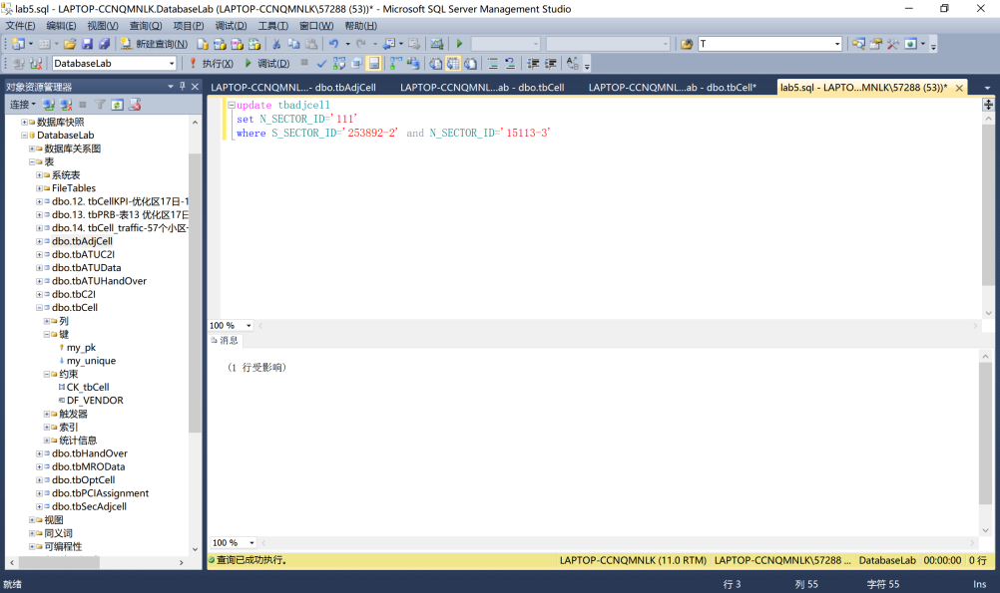 lab5.sql - LAPTOP-CCNQMNLK.DatabaseLab (LAPTOP-CCNQMNLK\57288 (53))* - Microsoft SQL Server Management Studio
文件(F) 编辑(E) 视图(V) 查询(Q) 项目(P) 调试(D) 工具(T) 窗口(W) 帮助(H)
新建查询(N) T
DatabaseLab 执行(X) 调试(D)
对象资源管理器
连接
数据库快照
DatabaseLab
数据库关系图
表
系统表
FileTables
dbo.12. tbCellKPI-优化区17日-1
dbo.13. tbPRB-表13 优化区17日
dbo.14. tbCell_traffic-57个小区-
dbo.tbAdjCell
dbo.tbATUC2I
dbo.tbATUData
dbo.tbATUHandOver
dbo.tbC2I
dbo.tbCell
列
键
my_pk
my_unique
约束
CK_tbCell
DF_VENDOR
触发器
索引
统计信息
dbo.tbHandOver
dbo.tbMROData
dbo.tbOptCell
dbo.tbPCIAssignment
dbo.tbSecAdjcell
视图
同义词
可编程性
LAPTOP-CCNQMNL...- dbo.tbAdjCell LAPTOP-CCNQMNL...ab - dbo.tbCell LAPTOP-CCNQMNL...ab - dbo.tbCell* lab5.sql - LAPTO...MNLK\57288 (53))*
update tbadjcell
set N_SECTOR_ID='111'
where S_SECTOR_ID='253892-2' and N_SECTOR_ID='15113-3'
100 %
消息
(1 行受影响)
100 %
查询已成功执行。 LAPTOP-CCNQMNLK (11.0 RTM) LAPTOP-CCNQMNLK\57288 ... DatabaseLab 00:00:00 0 行
就绪 行 3 列 55 字符 55 Ins